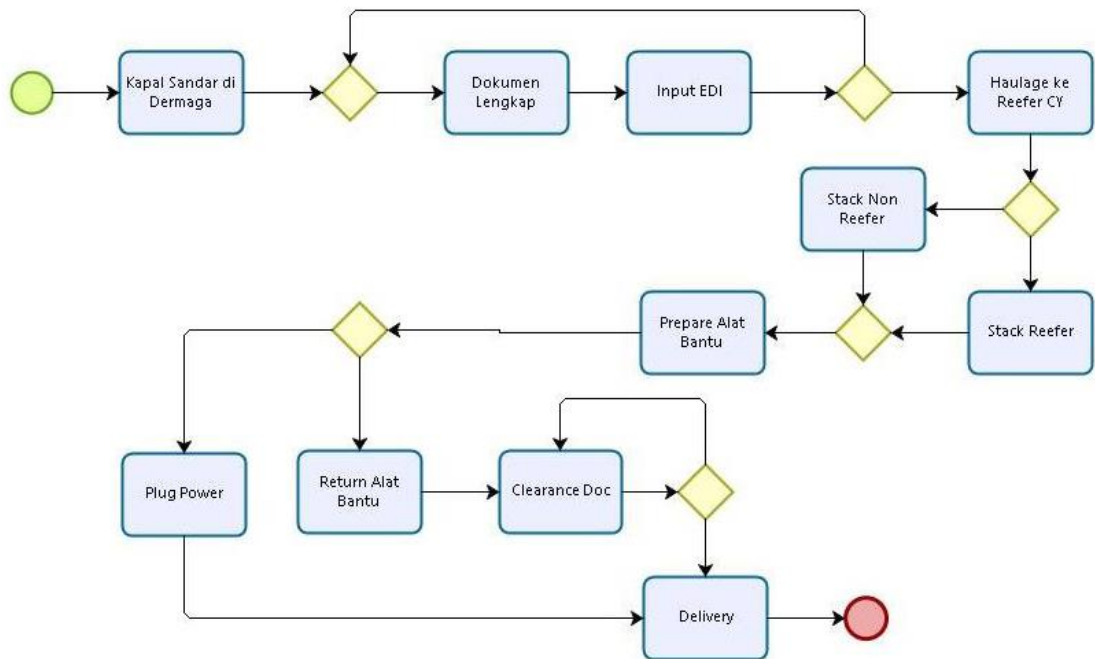 Kapal Sandar di
Dermaga
Dokumen
Lengkap
Input EDI
Haulage ke
Reefer CY
Stack Non
Reefer
Stack Reefer
Prepare Alat
Bantu
Plug Power
Return Alat
Bantu
Clearance Doc
Delivery